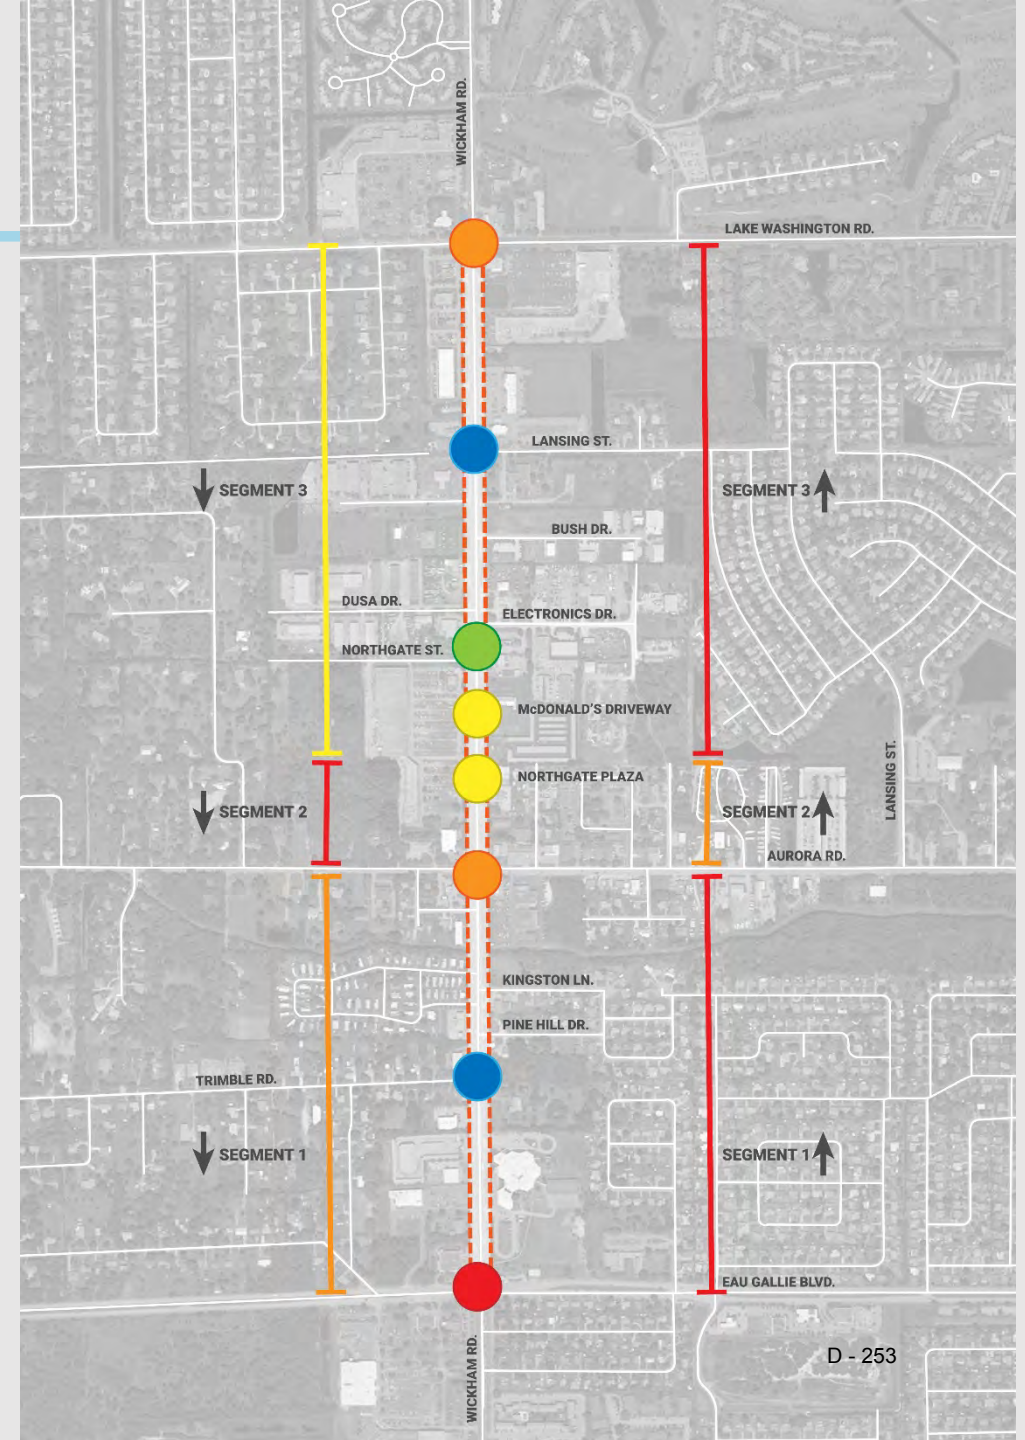 WICKHAM RD.
LAKE WASHINGTON RD.
LANSING ST.
SEGMENT 3
SEGMENT 3
BUSH DR.
DUSA DR.
ELECTRONICS DR.
NORTHGATE ST.
McDONALD'S DRIVEWAY
LANSING ST.
NORTHGATE PLAZA
SEGMENT 2
SEGMENT 2
AURORA RD.
KINGSTON LN.
PINE HILL DR.
TRIMBLE RD.
SEGMENT 1
SEGMENT 1
EAU GALLIE BLVD.
WICKHAM RD.
D - 253